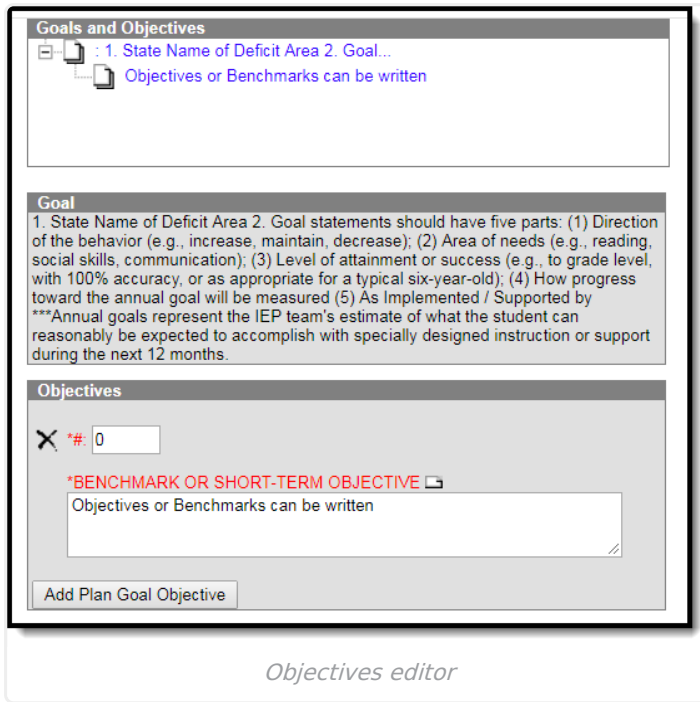 Goals and Objectives
: 1. State Name of Deficit Area 2. Goal...
Objectives or Benchmarks can be written
Goal
1. State Name of Deficit Area 2. Goal statements should have five parts: (1) Direction
of the behavior (e.g., increase, maintain, decrease); (2) Area of needs (e.g., reading,
social skills, communication); (3) Level of attainment or success (e.g., to grade level,
with 100% accuracy, or as appropriate for a typical six-year-old); (4) How progress
toward the annual goal will be measured (5) As Implemented / Supported by
***Annual goals represent the IEP team's estimate of what the student can
reasonably be expected to accomplish with specially designed instruction or support
during the next 12 months.
Objectives
*#: 0
*BENCHMARK OR SHORT-TERM OBJECTIVE
Objectives or Benchmarks can be written
Add Plan Goal Objective
Objectives editor